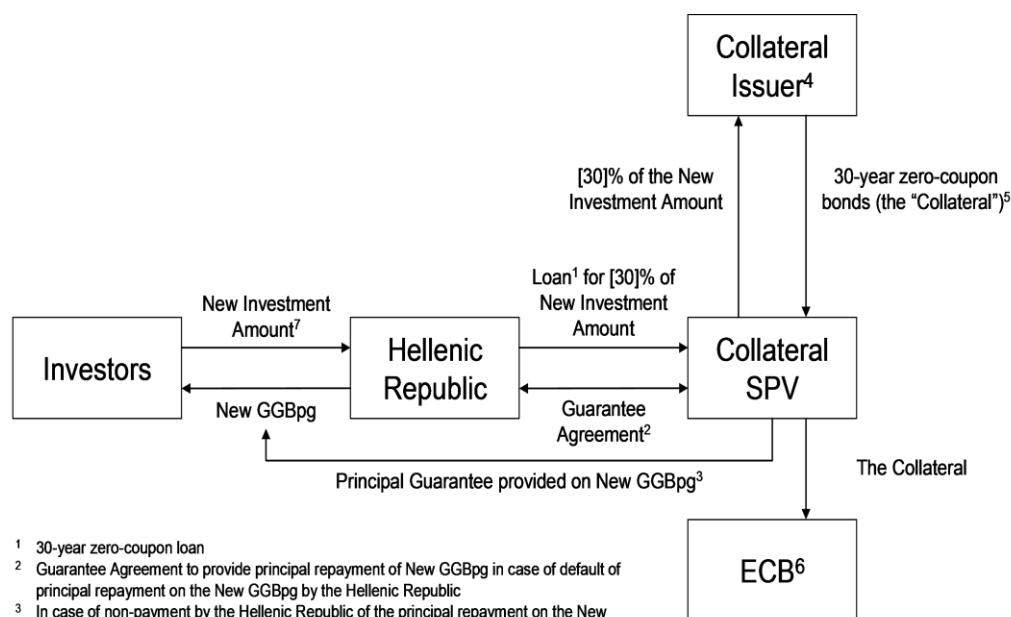 Collateral
Issuer⁴
[30]% of the New
Investment Amount
30-year zero-coupon
bonds (the “Collateral”)⁵
Loan¹ for [30]% of
New Investment
Amount
New Investment
Amount⁷
Investors
Hellenic
Republic
Collateral
SPV
New GGBpg
Guarantee
Agreement²
Principal Guarantee provided on New GGBpg³
The Collateral
ECB⁶
¹ 30-year zero-coupon loan
² Guarantee Agreement to provide principal repayment of New GGBpg in case of default of
principal repayment on the New GGBpg by the Hellenic Republic
³ In case of non-payment by the Hellenic Republic of the principal repayment on the New